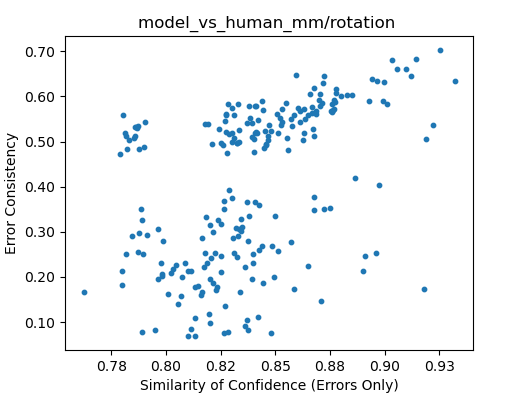 model_vs_human_mm/rotation
0.70
0.60
0.50
0.40
0.30
0.20
0.10
Error Consistency
0.78 0.80 0.82 0.85 0.88 0.90 0.93
Similarity of Confidence (Errors Only)